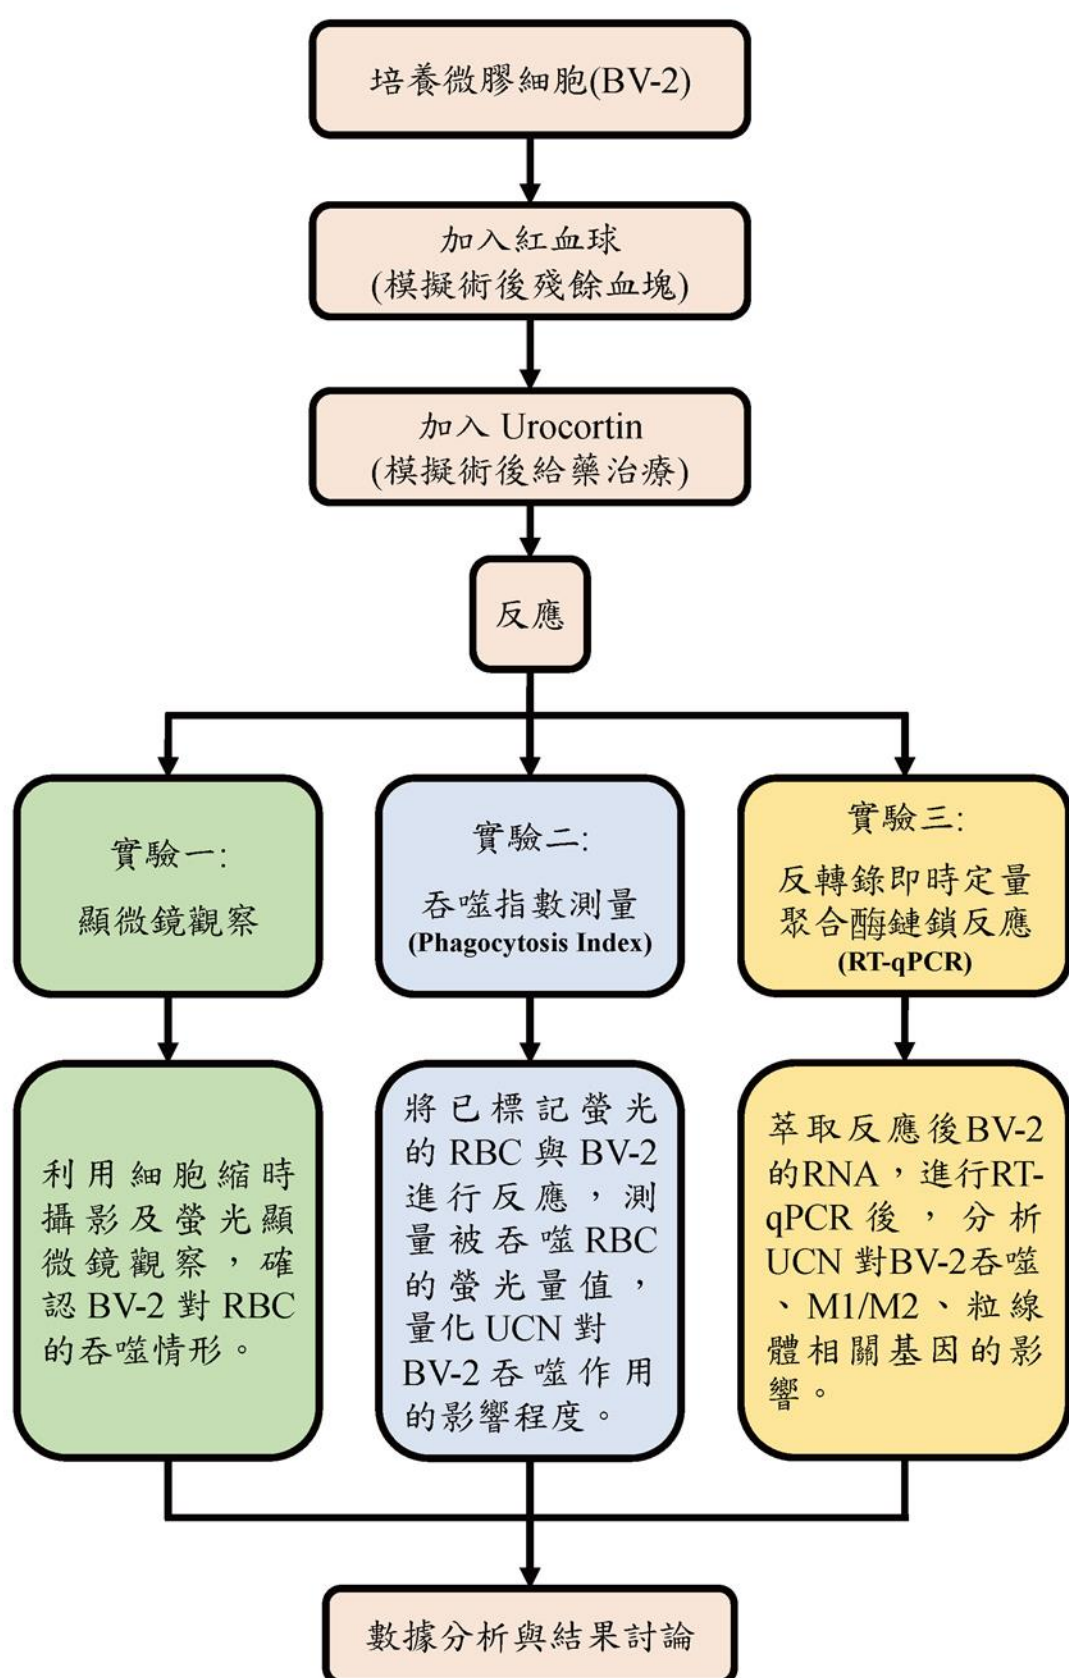 培養微膠細胞(BV-2)
加入紅血球
(模擬術後殘餘血塊)
加入 Urocortin
(模擬術後給藥治療)
反應
實驗一:
顯微鏡觀察
實驗二:
吞噬指數測量
(Phagocytosis Index)
實驗三:
反轉錄即時定量
聚合酶鏈鎖反應
(RT-qPCR)
利用細胞縮時
攝影及螢光顯
微鏡觀察，確
認 BV-2 對 RBC
的吞噬情形。
將已標記螢光
的 RBC 與 BV-2
進行反應，測
量被吞噬 RBC
的螢光量值，
量化 UCN 對
BV-2 吞噬作用
的影響程度。
萃取反應後BV-2
的RNA，進行RT-
qPCR 後，分析
UCN 對BV-2吞噬
、M1/M2、粒線
體相關基因的影
響。
數據分析與結果討論